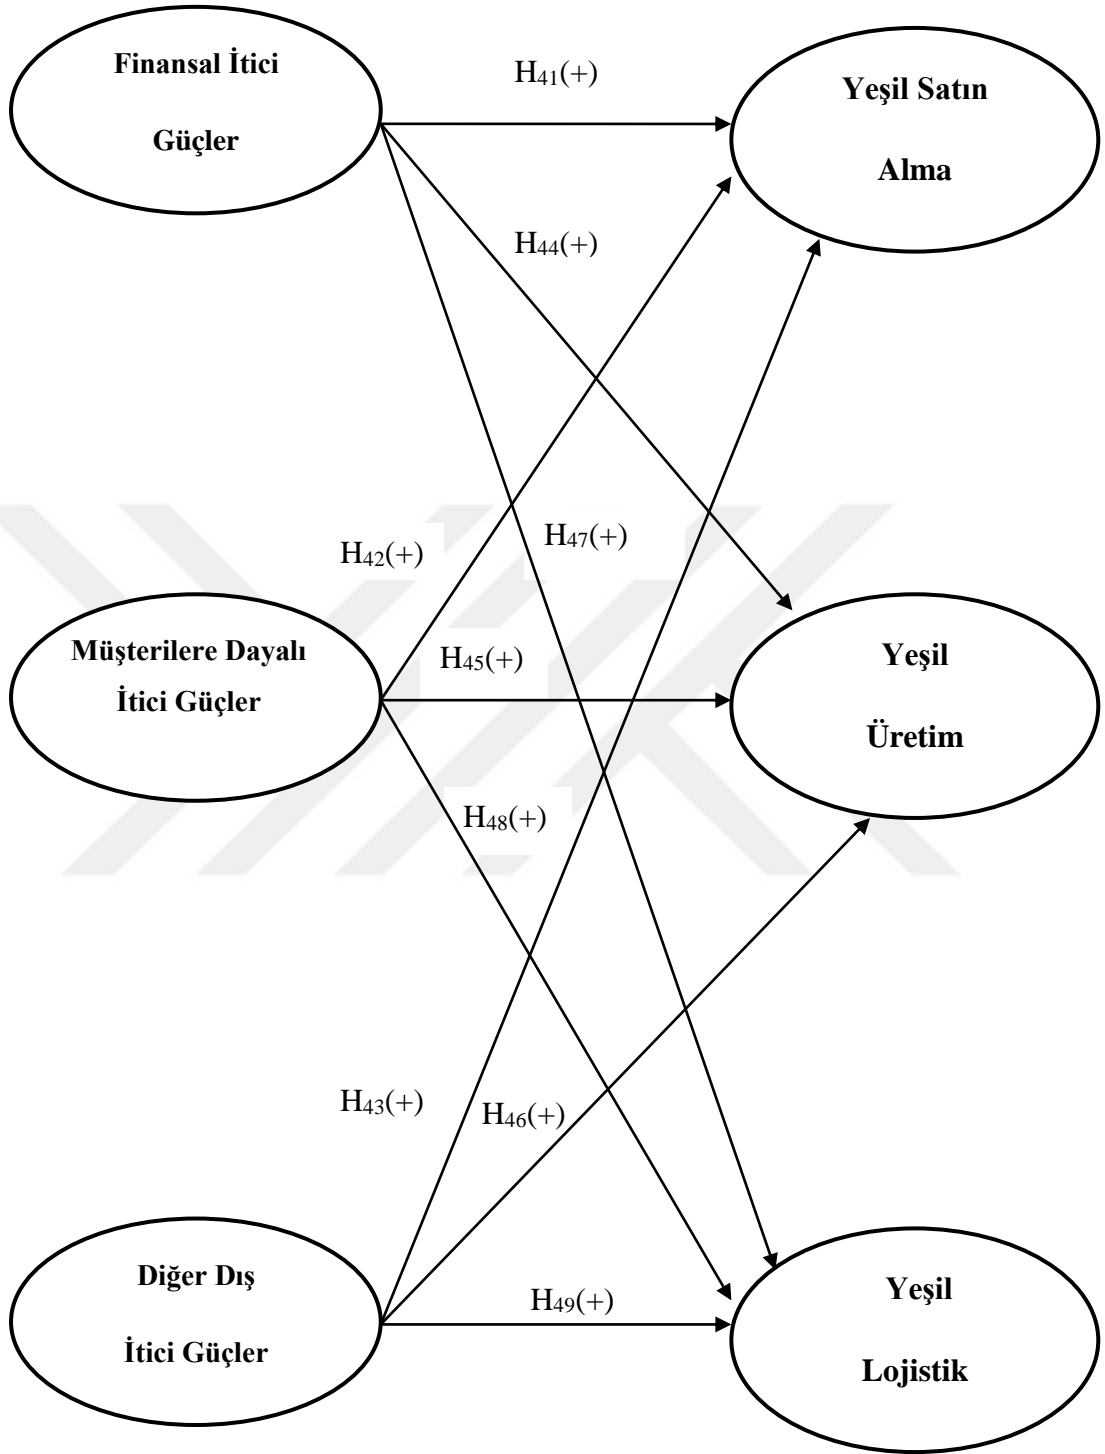 Finansal İtici
Güçler
H41(+)
Yeşil Satın
Alma
H44(+)
H42(+)
H47(+)
Müşterilere Dayalı
İtici Güçler
H45(+)
Yeşil
Üretim
H48(+)
H43(+)
H46(+)
Diğer Dış
İtici Güçler
H49(+)
Yeşil
Lojistik